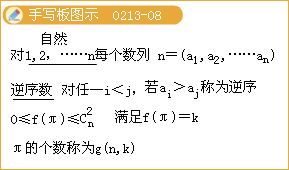 手写板图示 0213-08
自然
对1,2, ……n每个数列 n=(a₁,a₂,……aₙ)
逆序数 对任一i<j, 若aᵢ>aⱼ称为逆序
0≤f(π)≤C²ₙ 满足f(π)=k
π的个数称为g(n,k)